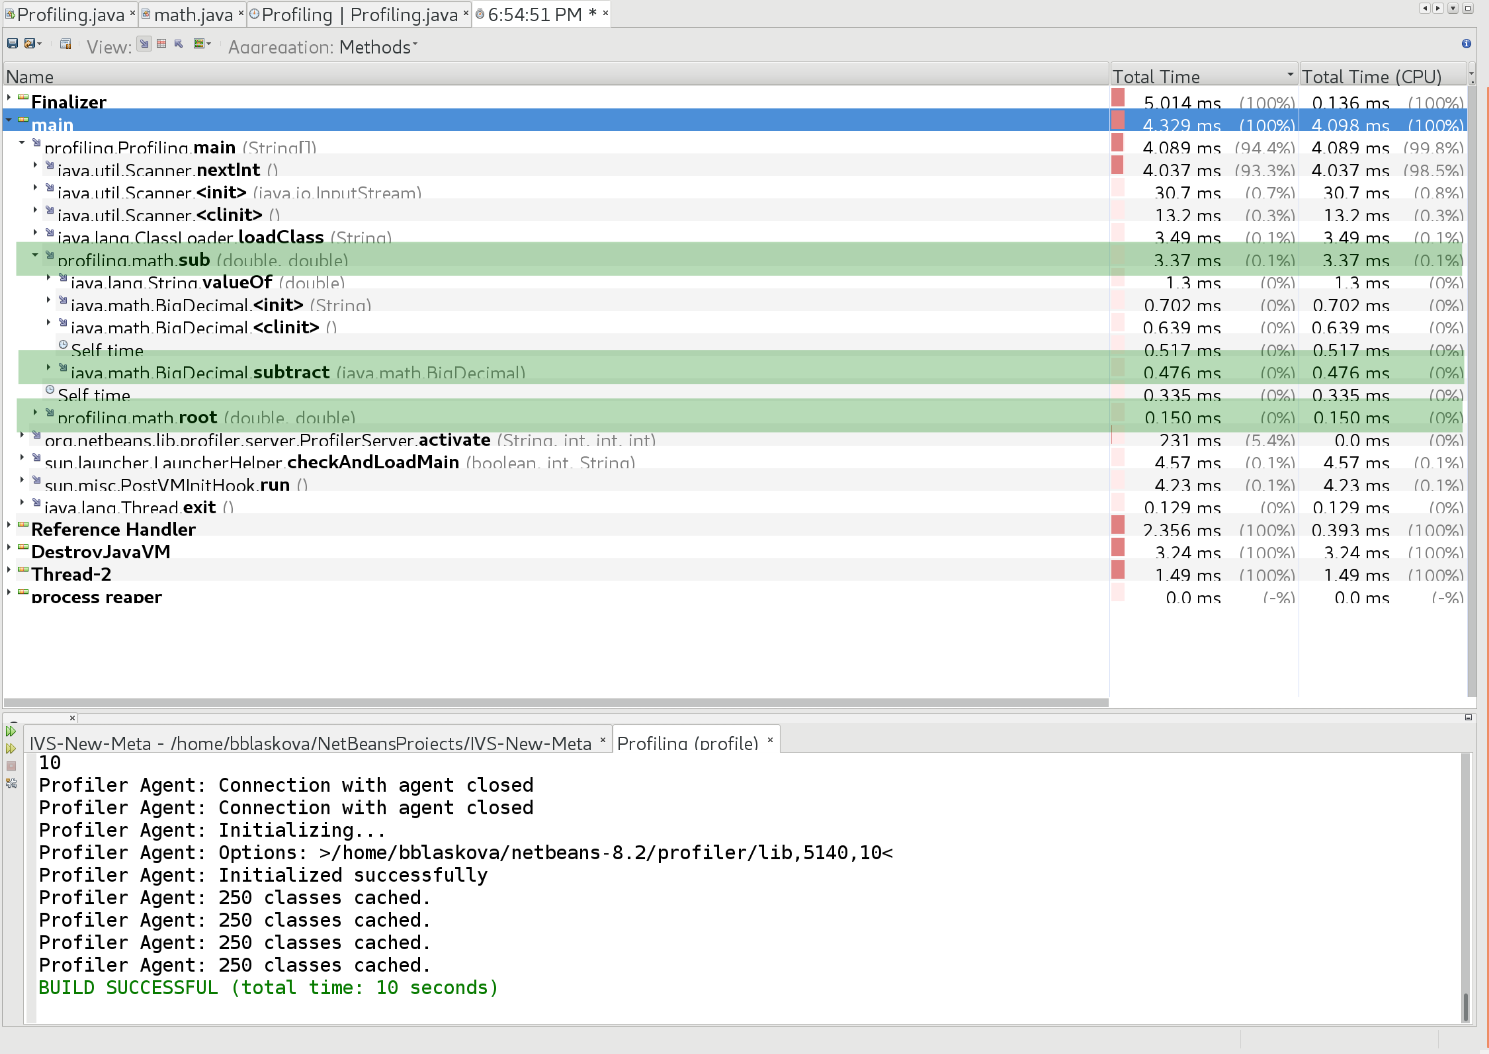 Profiling.java × math.java × Profiling | Profiling.java × 6:54:51 PM * ×
View: Aggregation: Methods
Name Total Time Total Time (CPU)
Finalizer 5.014 ms (100%) 0.136 ms (100%)
main 4.329 ms (100%) 4.098 ms (100%)
profiling.Profiling.main (String[]) 4.089 ms (94.4%) 4.089 ms (99.8%)
java.util.Scanner.nextInt () 4.037 ms (93.3%) 4.037 ms (98.5%)
java.util.Scanner.<init> (java.io.InputStream) 30.7 ms (0.7%) 30.7 ms (0.8%)
java.util.Scanner.<clinit> () 13.2 ms (0.3%) 13.2 ms (0.3%)
java.lang.ClassLoader.loadClass (String) 3.49 ms (0.1%) 3.49 ms (0.1%)
profiling.math.sub (double, double) 3.37 ms (0.1%) 3.37 ms (0.1%)
java.lang.String.valueOf (double) 1.3 ms (0%) 1.3 ms (0%)
java.math.BigDecimal.<init> (String) 0.702 ms (0%) 0.702 ms (0%)
java.math.BigDecimal.<clinit> () 0.639 ms (0%) 0.639 ms (0%)
Self time 0.517 ms (0%) 0.517 ms (0%)
java.math.BigDecimal.subtract (java.math.BigDecimal) 0.476 ms (0%) 0.476 ms (0%)
Self time 0.335 ms (0%) 0.335 ms (0%)
profiling.math.root (double, double) 0.150 ms (0%) 0.150 ms (0%)
org.netbeans.lib.profiler.server.ProfilerServer.activate (String, int, int, int) 231 ms (5.4%) 0.0 ms (0%)
sun.launcher.LauncherHelper.checkAndLoadMain (boolean, int, String) 4.57 ms (0.1%) 4.57 ms (0.1%)
sun.misc.PostVMInitHook.run () 4.23 ms (0.1%) 4.23 ms (0.1%)
java.lang.Thread.exit () 0.129 ms (0%) 0.129 ms (0%)
Reference Handler 2.356 ms (100%) 0.393 ms (100%)
DestroyJavaVM 3.24 ms (100%) 3.24 ms (100%)
Thread-2 1.49 ms (100%) 1.49 ms (100%)
process reaper 0.0 ms (-%) 0.0 ms (-%)
×
IVS-New-Meta - /home/bblaskova/NetBeansProjects/IVS-New-Meta × Profiling (profile) ×
10
Profiler Agent: Connection with agent closed
Profiler Agent: Connection with agent closed
Profiler Agent: Initializing...
Profiler Agent: Options: >/home/bblaskova/netbeans-8.2/profiler/lib,5140,10<
Profiler Agent: Initialized successfully
Profiler Agent: 250 classes cached.
Profiler Agent: 250 classes cached.
Profiler Agent: 250 classes cached.
Profiler Agent: 250 classes cached.
BUILD SUCCESSFUL (total time: 10 seconds)